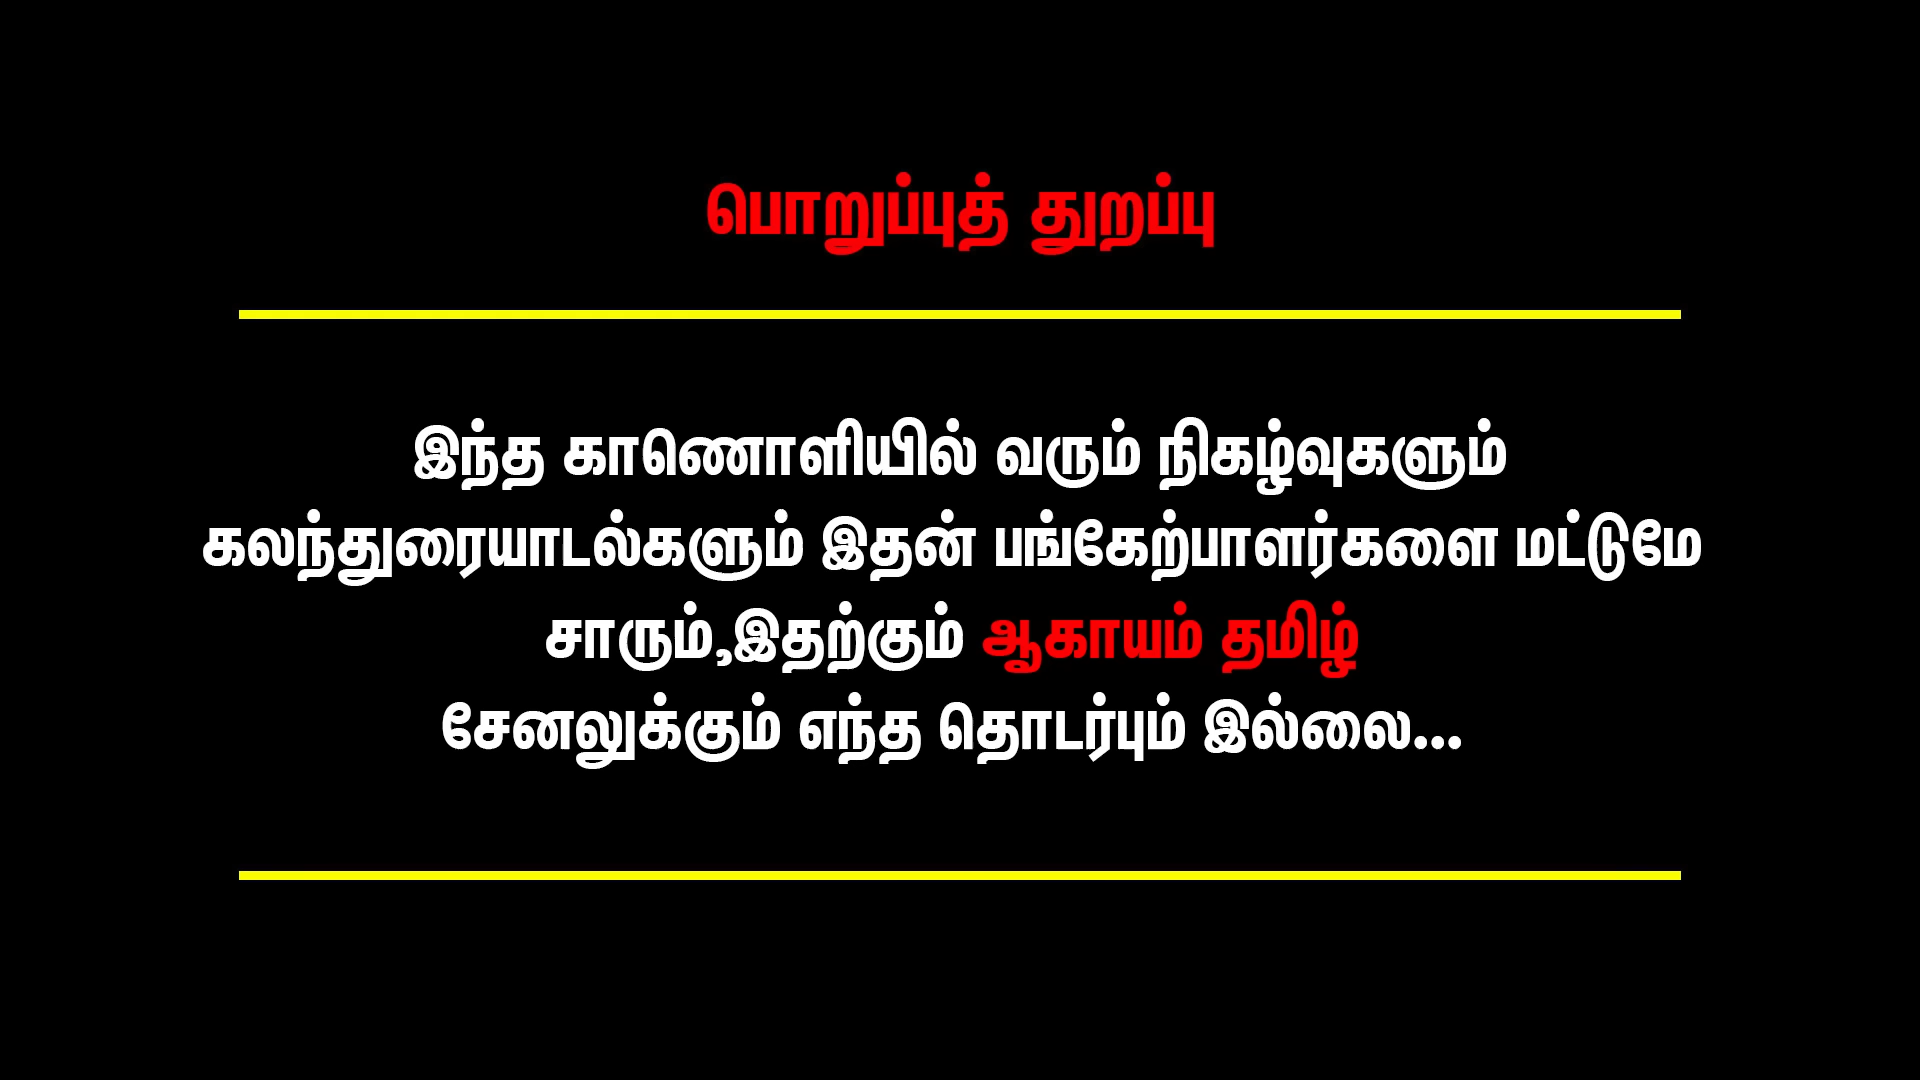 பொறுப்புத் துறப்பு
இந்த காணொளியில் வரும் நிகழ்வுகளும்
கலந்துரையாடல்களும் இதன் பங்கேற்பாளர்களை மட்டுமே
சாரும்,இதற்கும் ஆகாயம் தமிழ்
சேனலுக்கும் எந்த தொடர்பும் இல்லை...